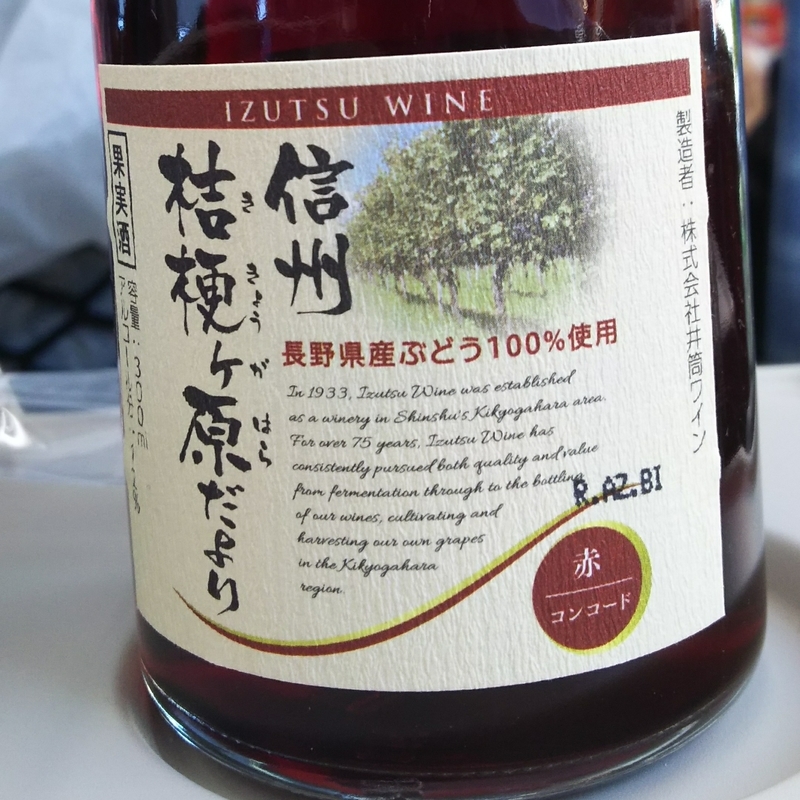 IZUTSU WINE
信州
桔梗ヶ原だより
ききょうがはら
果実酒
容量：300ml
製造者：株式会社井筒ワイン
長野県産ぶどう100%使用
In 1933, Izutsu Wine was established
as a winery in Shinshu's Kikyogahara area.
For over 75 years, Izutsu Wine has
consistently pursued both quality and value
from fermentation through to the bottling
of our wines, cultivating and
harvesting our own grapes
in the Kikyogahara
region.
R.AZ.BI
赤
コンコード